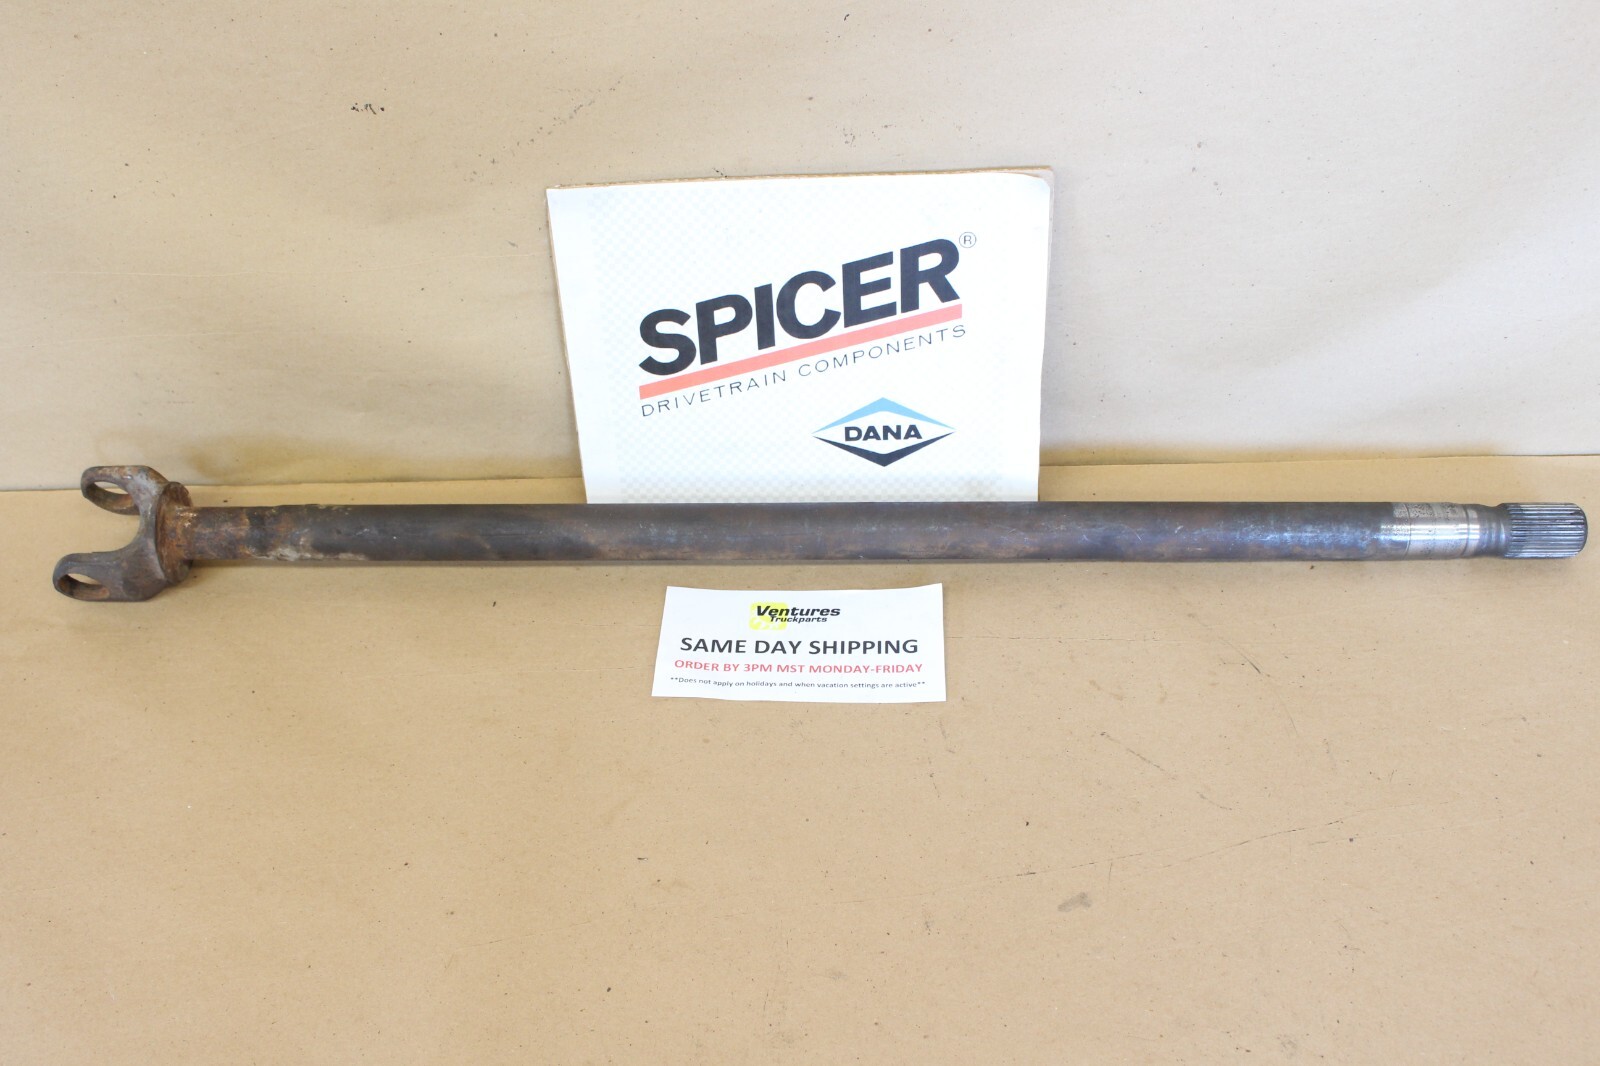 SPICER®
DRIVETRAIN COMPONENTS
DANA
Ventures
Truckparts
SAME DAY SHIPPING
ORDER BY 3PM MST MONDAY-FRIDAY
**Does not apply on holidays and when vacation settings are active**